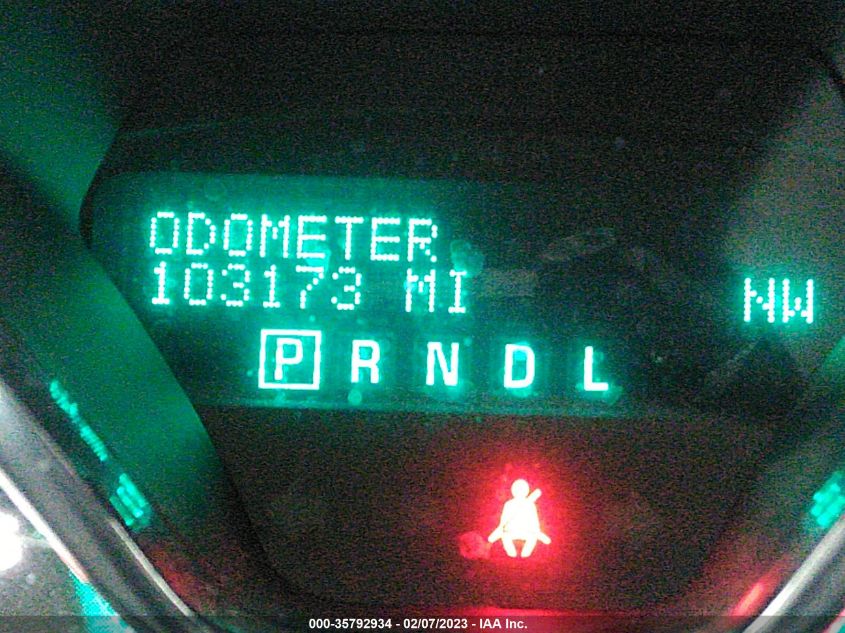 ODOMETER
103173 MI
NW
P R N D L
000-35792934 - 02/07/2023 - IAA Inc.